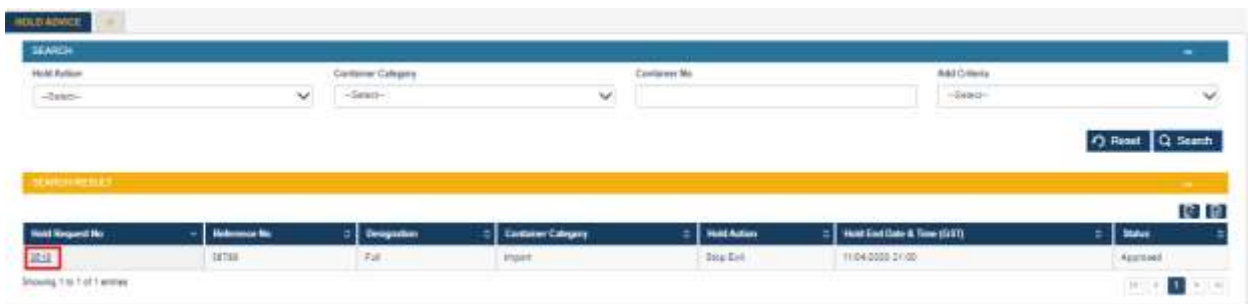 HOLD ADVICE
SEARCH
Hold Action Container Category Container No Add Criteria
--Select-- --Select-- --Select--
Reset Search
SEARCH RESULT
Hold Request No Reference No Designation Container Category Hold Action Hold End Date & Time (GST) Status
Full Import Stop Exit 21:00 Approved
Showing 1 to 1 of 1 entries
1